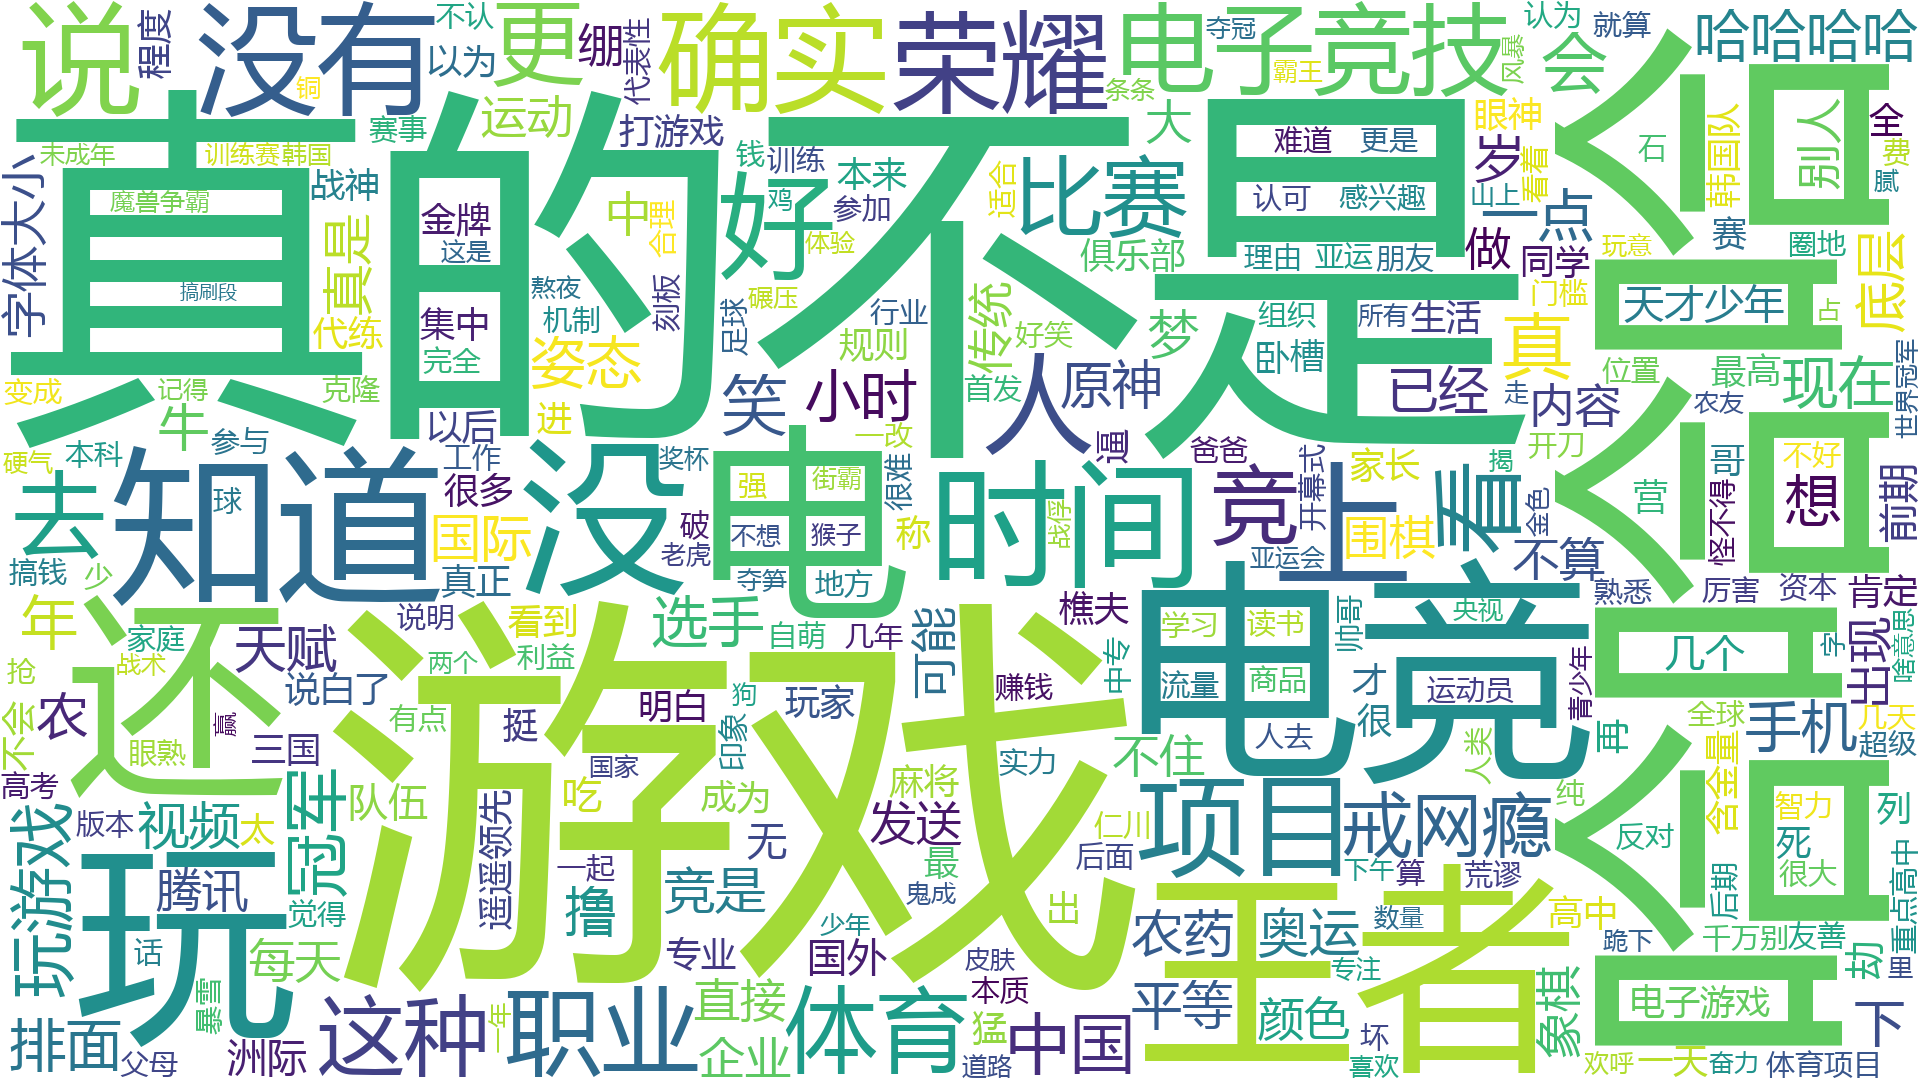 说
程度
没有
铜
不认
以为
更
绷
代表性
确实
荣耀
电子竞技
夺冠
霸王
条条
风暴
认为
就算
会
哈哈哈哈
未成年
训练赛
韩国
赛事
运动
打游戏
钱
训练
大
难道
更是
眼神
岁
石
韩国队
别人
全
费
腻
字体大小
真的
不是
魔兽争霸
搞刷段
战神
真是
金牌
这是
中
合理
好
鸡
本来
参加
体验
适合
比赛
认可
感兴趣
山上
看着
一点
赛
圈地
俱乐部
理由
亚运
朋友
做
同学
玩意
底层
集中
完全
熬夜
机制
刻板
碾压
足球
行业
规则
传统
好笑
梦
组织
所有
生活
门槛
真
天才少年
占
代练
变成
记得
克隆
牛
参与
本科
硬气
以后
进
姿态
笑
小时
首发
人
原神
卧槽
已经
走
内容
位置
最高
农友
现在
世界冠军
去
知道
球
工作
很多
国际
没
奖杯
破
老虎
电
一改
强
街霸
很难
不想
猴子
称
时间
战俘
逼
爸爸
竞
开幕式
上
家长
围棋
看
揭
金色
开刀
不算
哥
营
怪不得
不好
想
前期
搞钱
少
真正
夺笋
地方
亚运会
熟悉
厉害
资本
肯定
年
还
家庭
战术
天赋
说明
看到
选手
自萌
几年
可能
樵夫
学习
读书
帅哥
央视
电竞
几个
字
出现
啥意思
抢
农
不会
赢
眼熟
三国
说白了
两个
利益
有点
挺
明白
狗
玩家
印象
赚钱
中专
流量
商品
才
运动员
青少年
很
再
全球
手机
几天
超级
高考
游戏
国家
吃
成为
麻将
实力
不住
人去
人类
含金量
玩游戏
版本
视频
太
冠军
队伍
遥遥领先
无
发送
仁川
后面
项目
戒网瘾
纯
反对
智力
死
很大
列
腾讯
玩
觉得
一起
撸
竞是
最
鬼成
少年
出
下午
算
荒谬
后期
重点高中
话
每天
暴雪
专业
国外
皮肤
农药
奥运
数量
高中
跪下
千万别
友善
劫
里
排面
父母
洲际
这种
一年
职业
直接
企业
体育
猛
本质
道路
中国
平等
王者
颜色
专注
坏
喜欢
象棋
电子游戏
下
欢呼
一天
奋力
体育项目